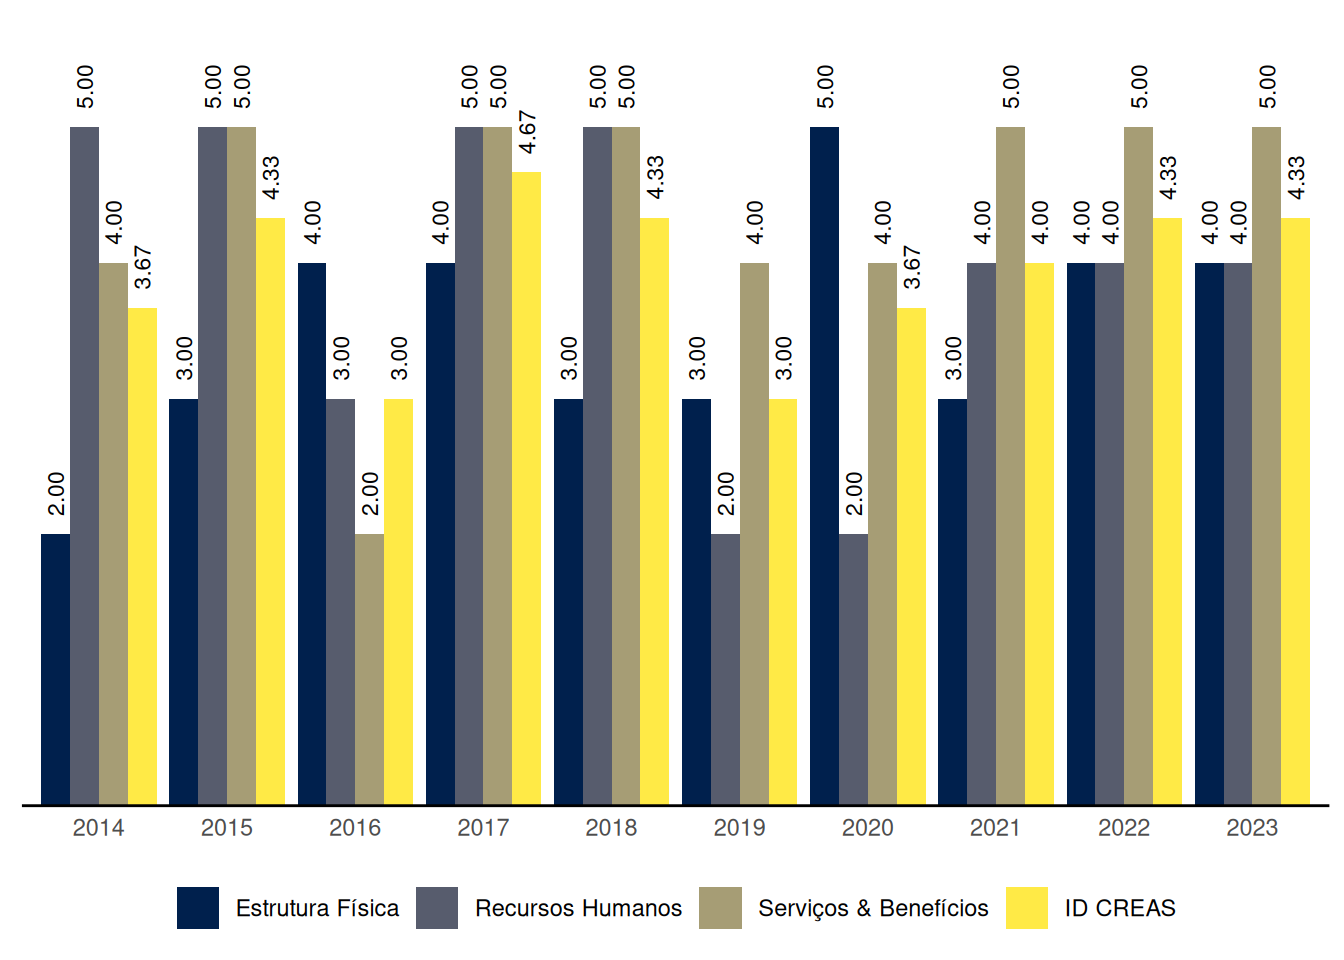 2.00 5.00 4.00 3.67
3.00 5.00 5.00 4.33
4.00 3.00 2.00 3.00
4.00 5.00 5.00 4.67
3.00 5.00 5.00 4.33
3.00 2.00 4.00 3.00
5.00 2.00 4.00 3.67
3.00 4.00 5.00 4.00
4.00 4.00 5.00 4.33
4.00 4.00 5.00 4.33
2014 2015 2016 2017 2018 2019 2020 2021 2022 2023
Estrutura Física Recursos Humanos Serviços & Benefícios ID CREAS